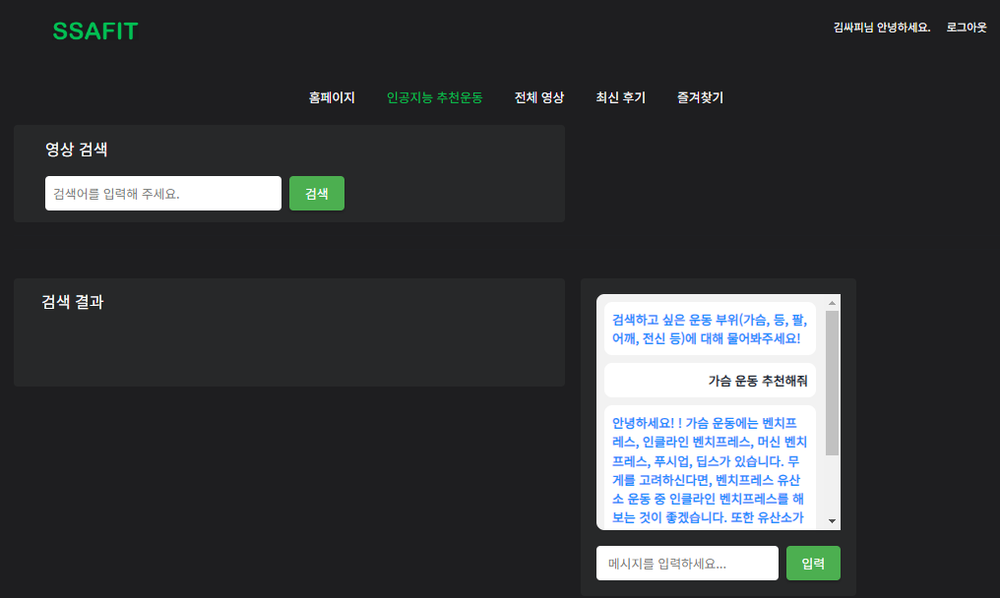 SSAFIT
김싸피님 안녕하세요. 로그아웃
홈페이지 인공지능 추천운동 전체 영상 최신 후기 즐겨찾기
영상 검색
검색어를 입력해 주세요. 검색
검색 결과
검색하고 싶은 운동 부위(가슴, 등, 팔,
어깨, 전신 등)에 대해 물어봐주세요!
가슴 운동 추천해줘
안녕하세요! ! 가슴 운동에는 벤치프
레스, 인클라인 벤치프레스, 머신 벤치
프레스, 푸시업, 딥스가 있습니다. 무
게를 고려하신다면, 벤치프레스 유산
소 운동 중 인클라인 벤치프레스를 해
보는 것이 좋겠습니다. 또한 유산소가
메시지를 입력하세요... 입력